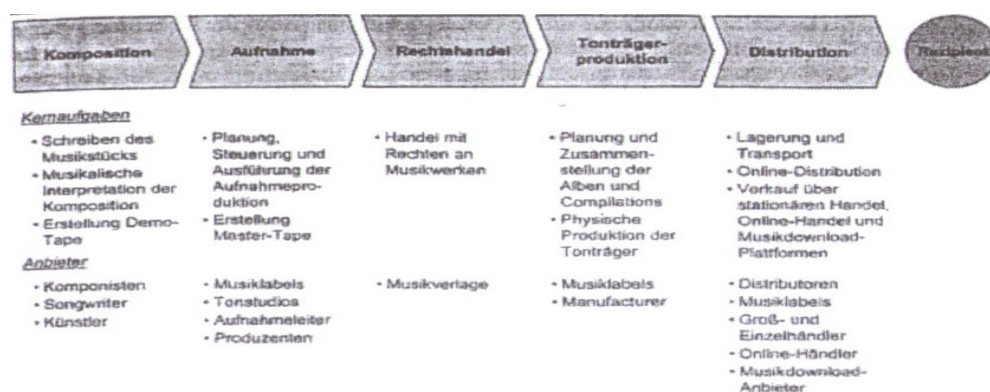 Komposition
Aufnahme
Rechtehandel
Tonträger-
produktion
Distribution
Rezipient
Kernaufgaben
• Schreiben des
Musikstücks
• Musikalische
Interpretation der
Komposition
• Erstellung Demo-
Tape
• Planung,
Steuerung und
Ausführung der
Aufnahmepro-
duktion
• Erstellung
Master-Tape
• Handel mit
Rechten an
Musikwerken
• Planung und
Zusammen-
stellung der
Alben und
Compilations
• Physische
Produktion der
Tonträger
• Lagerung und
Transport
• Online-Distribution
• Verkauf über
stationären Handel,
Online-Handel und
Musikdownload-
Plattformen
Anbieter
• Komponisten
• Songwriter
• Künstler
• Musiklabels
• Tonstudios
• Aufnahmeleiter
• Produzenten
• Musikverlage
• Musiklabels
• Manufacturer
• Distributoren
• Musiklabels
• Groß- und
Einzelhändler
• Online-Händler
• Musikdownload-
Anbieter